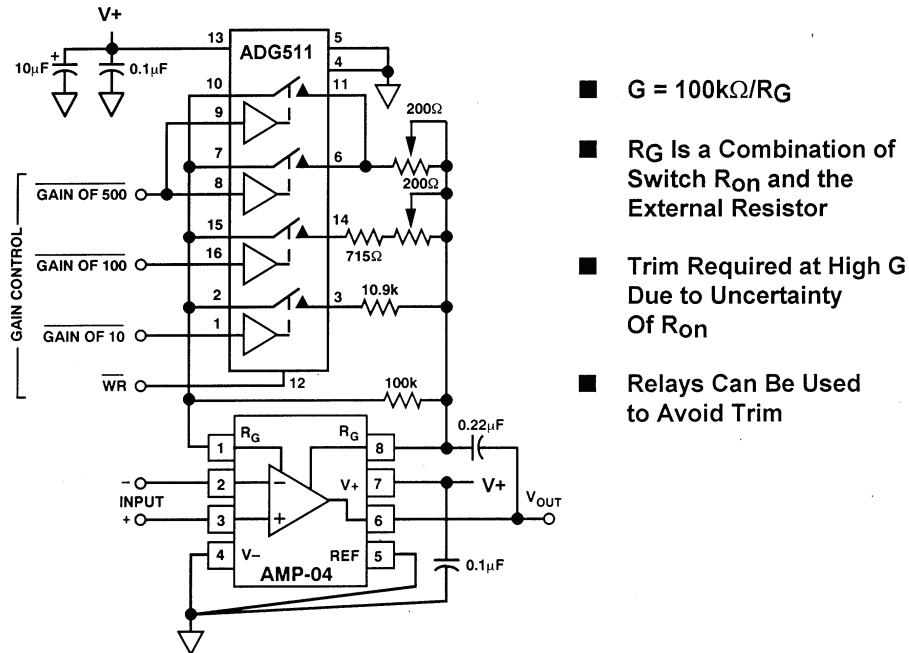 V+
13
ADG511
5
4
10µF
+
0.1µF
10
11
9
200Ω
7
6
GAIN OF 500
8
200Ω
15
14
GAIN CONTROL
GAIN OF 100
16
715Ω
2
3
10.9k
GAIN OF 10
1
WR
12
100k
0.22µF
1
RG
RG
8
–
2
–
V+
7
V+
INPUT
VOUT
+
3
+
6
4
V–
REF
5
0.1µF
AMP-04
■ G = 100kΩ/RG
■ RG Is a Combination of
Switch Ron and the
External Resistor
■ Trim Required at High G
Due to Uncertainty
Of Ron
■ Relays Can Be Used
to Avoid Trim